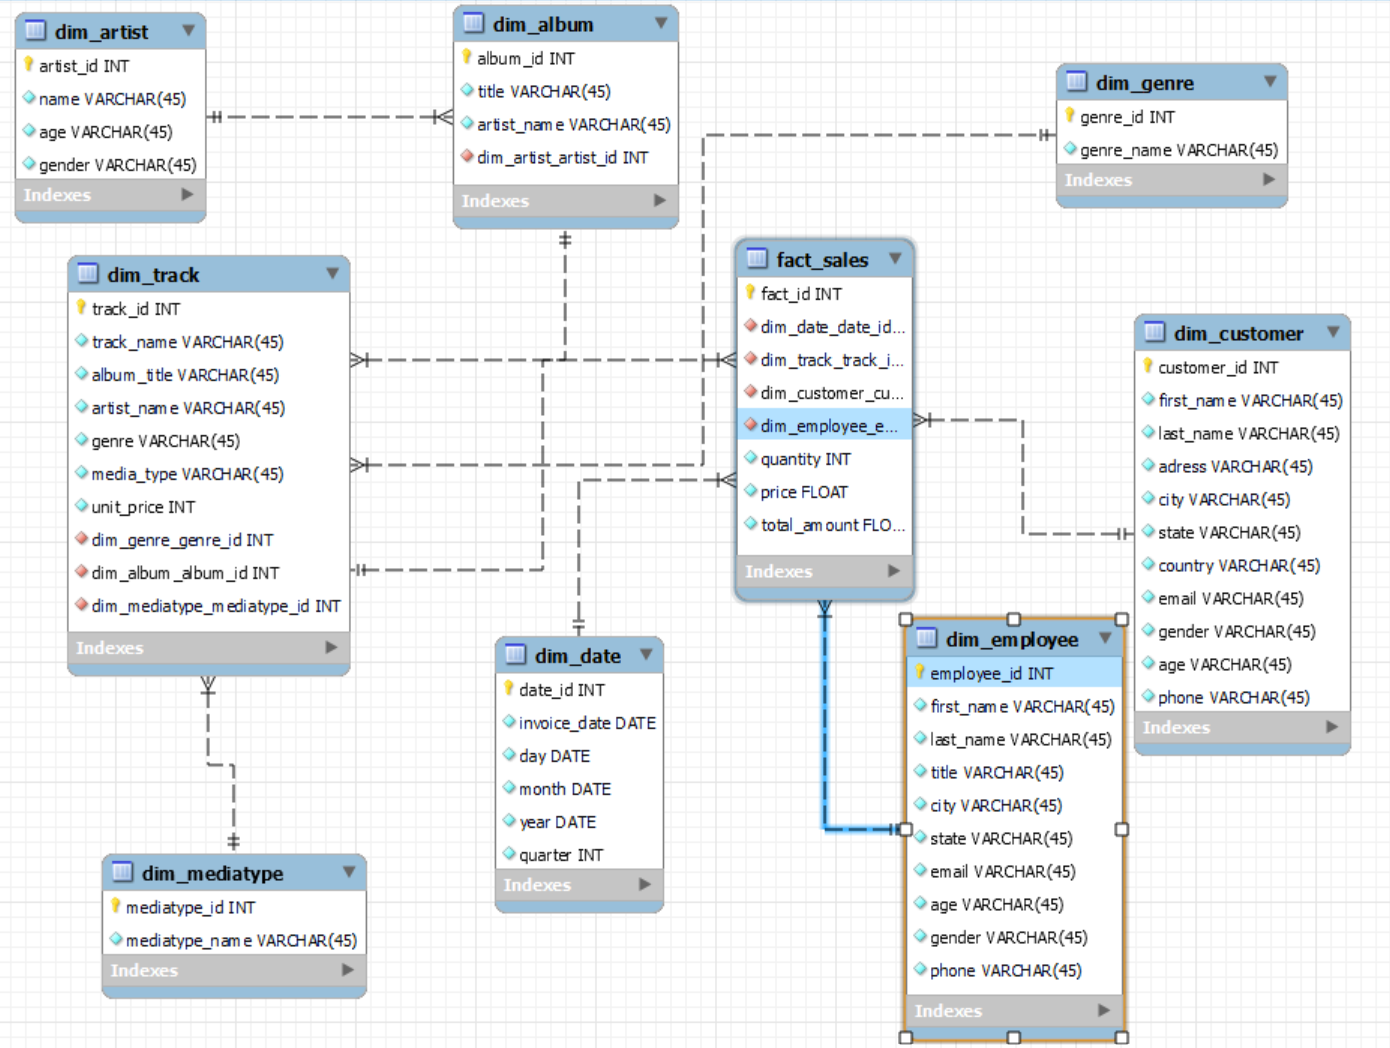 dim_artist
artist_id INT
name VARCHAR(45)
age VARCHAR(45)
gender VARCHAR(45)
Indexes
dim_album
album_id INT
title VARCHAR(45)
artist_name VARCHAR(45)
dim_artist_artist_id INT
Indexes
dim_genre
genre_id INT
genre_name VARCHAR(45)
Indexes
dim_track
track_id INT
track_name VARCHAR(45)
album_title VARCHAR(45)
artist_name VARCHAR(45)
genre VARCHAR(45)
media_type VARCHAR(45)
unit_price INT
dim_genre_genre_id INT
dim_album_album_id INT
dim_mediatype_mediatype_id INT
Indexes
fact_sales
fact_id INT
dim_date_date_id...
dim_track_track_i...
dim_customer_cu...
dim_employee_e...
quantity INT
price FLOAT
total_amount FLO...
Indexes
dim_customer
customer_id INT
first_name VARCHAR(45)
last_name VARCHAR(45)
adress VARCHAR(45)
city VARCHAR(45)
state VARCHAR(45)
country VARCHAR(45)
email VARCHAR(45)
gender VARCHAR(45)
age VARCHAR(45)
phone VARCHAR(45)
Indexes
dim_date
date_id INT
invoice_date DATE
day DATE
month DATE
year DATE
quarter INT
Indexes
dim_employee
employee_id INT
first_name VARCHAR(45)
last_name VARCHAR(45)
title VARCHAR(45)
city VARCHAR(45)
state VARCHAR(45)
email VARCHAR(45)
age VARCHAR(45)
gender VARCHAR(45)
phone VARCHAR(45)
Indexes
dim_mediatype
mediatype_id INT
mediatype_name VARCHAR(45)
Indexes